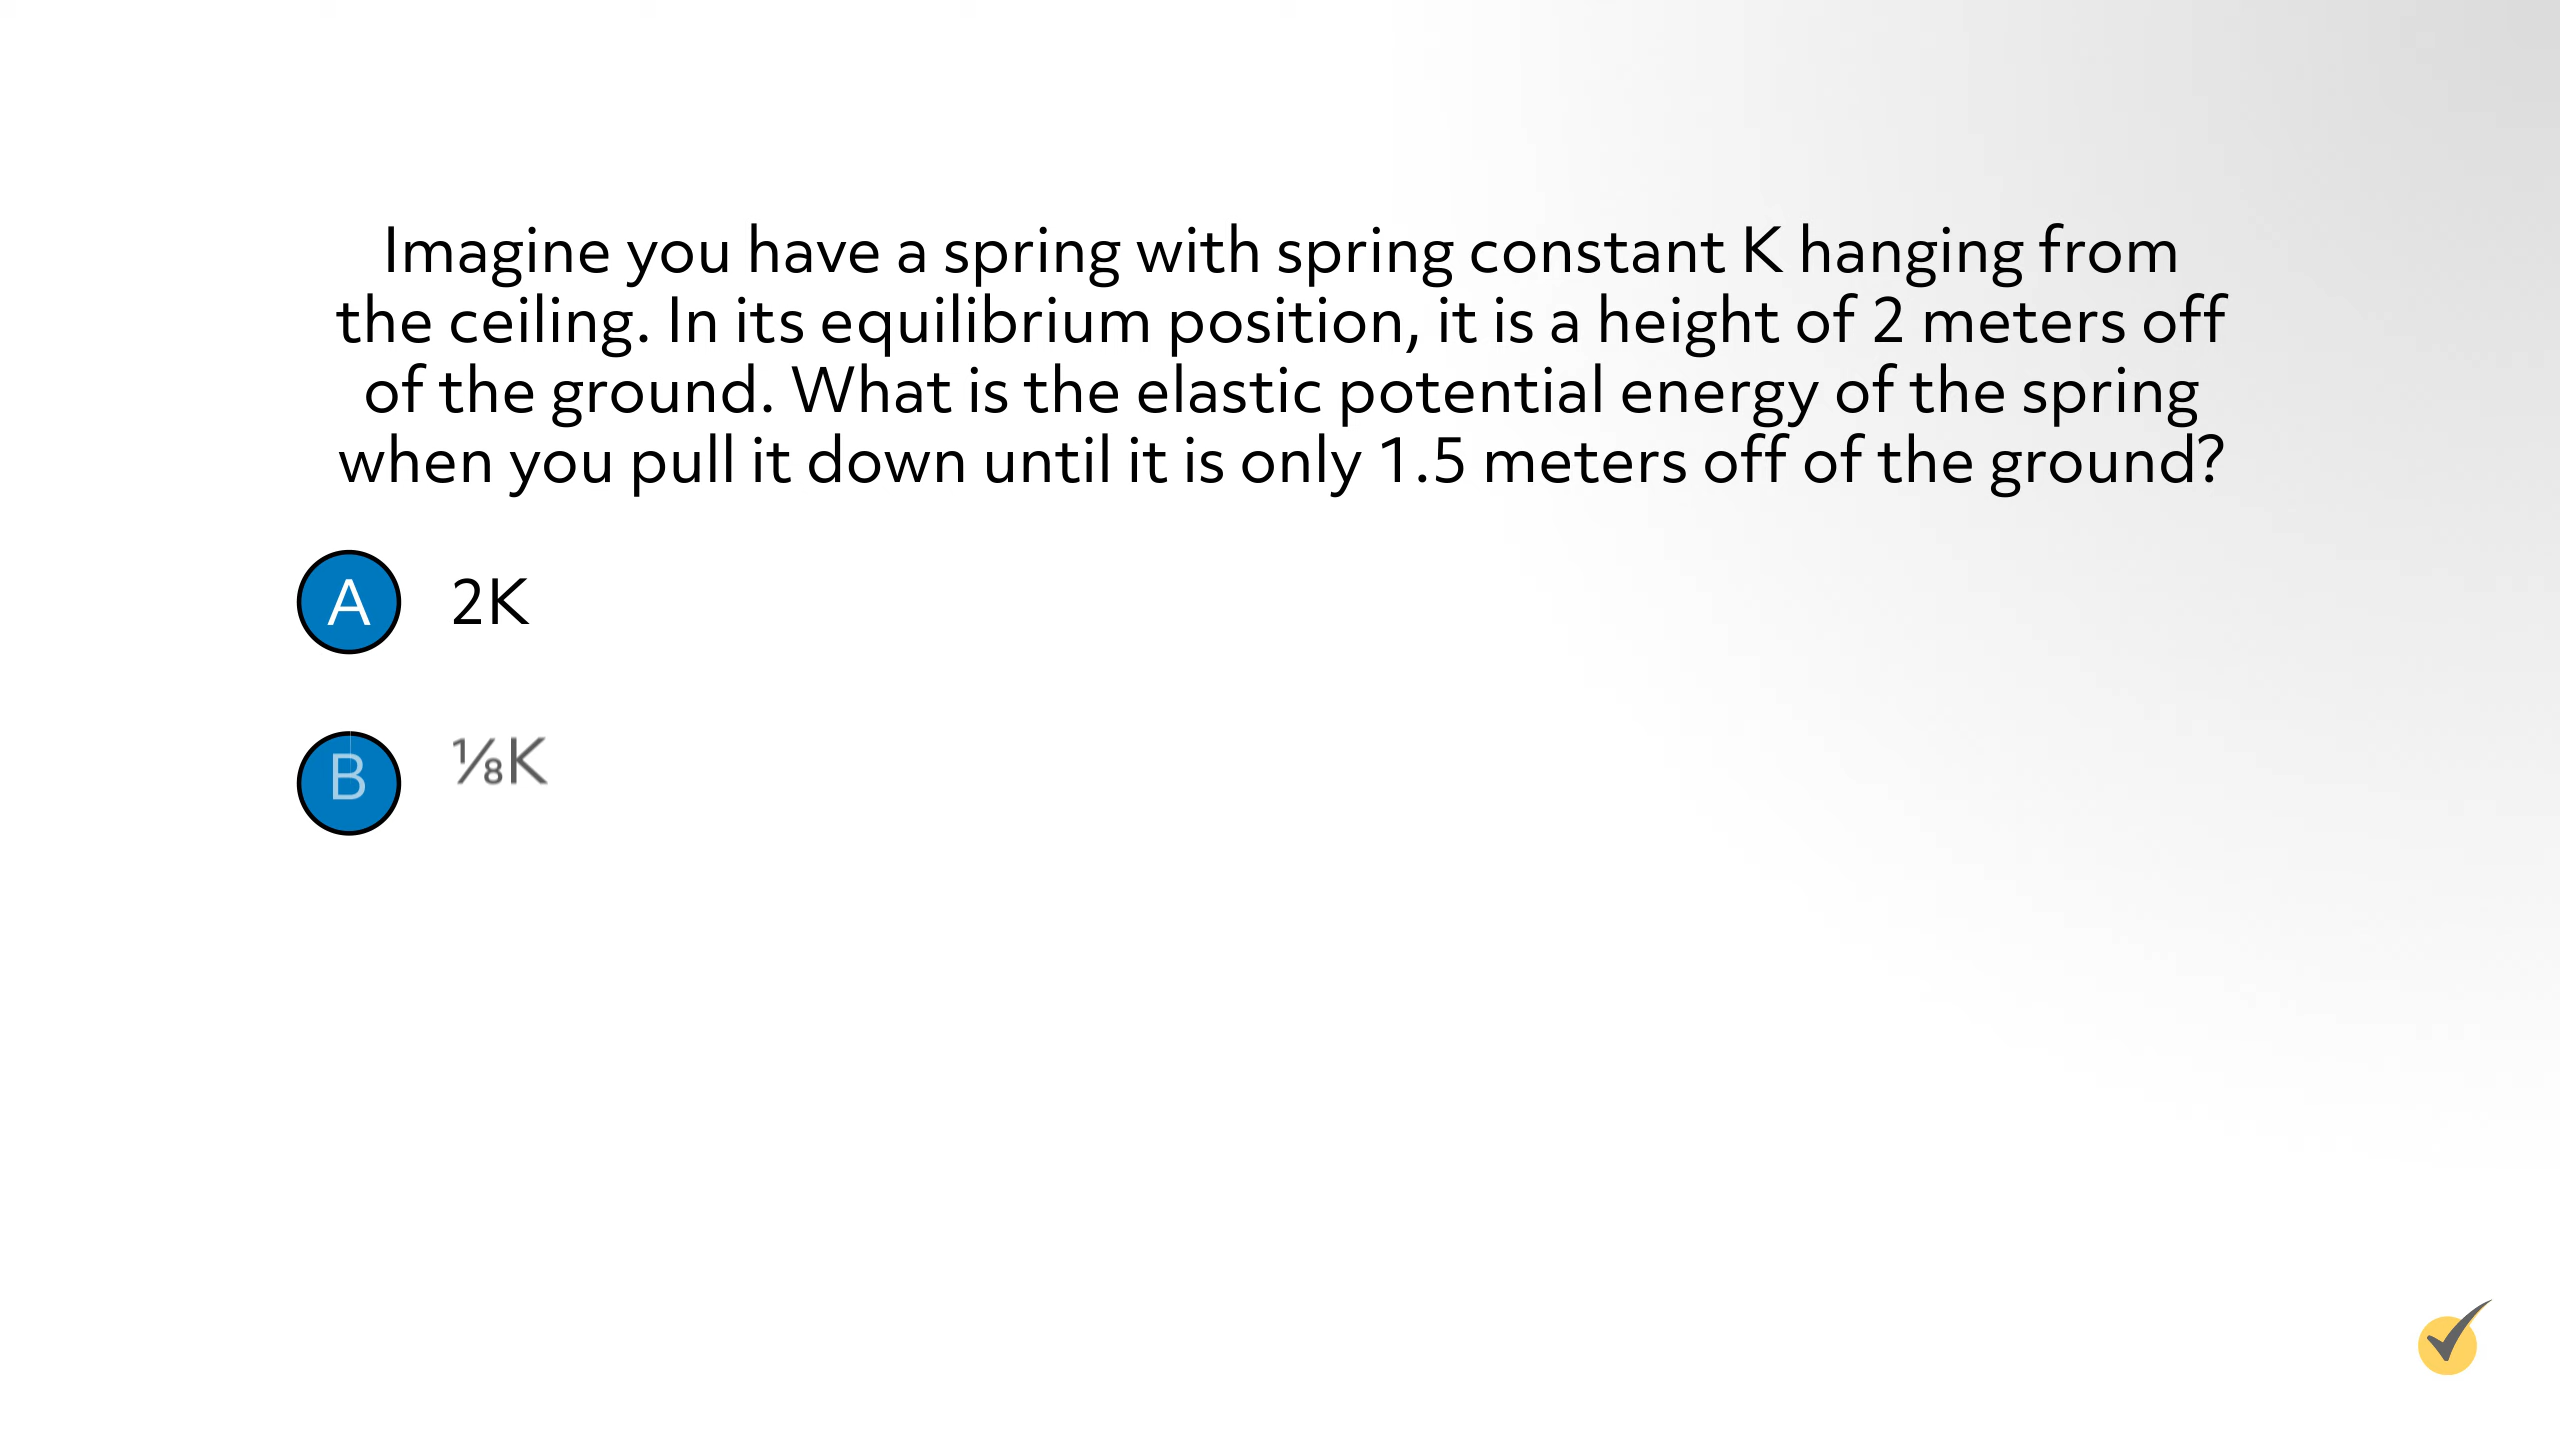 Imagine you have a spring with spring constant K hanging from
the ceiling. In its equilibrium position, it is a height of 2 meters off
of the ground. What is the elastic potential energy of the spring
when you pull it down until it is only 1.5 meters off of the ground?
A 2K
B ⅛K